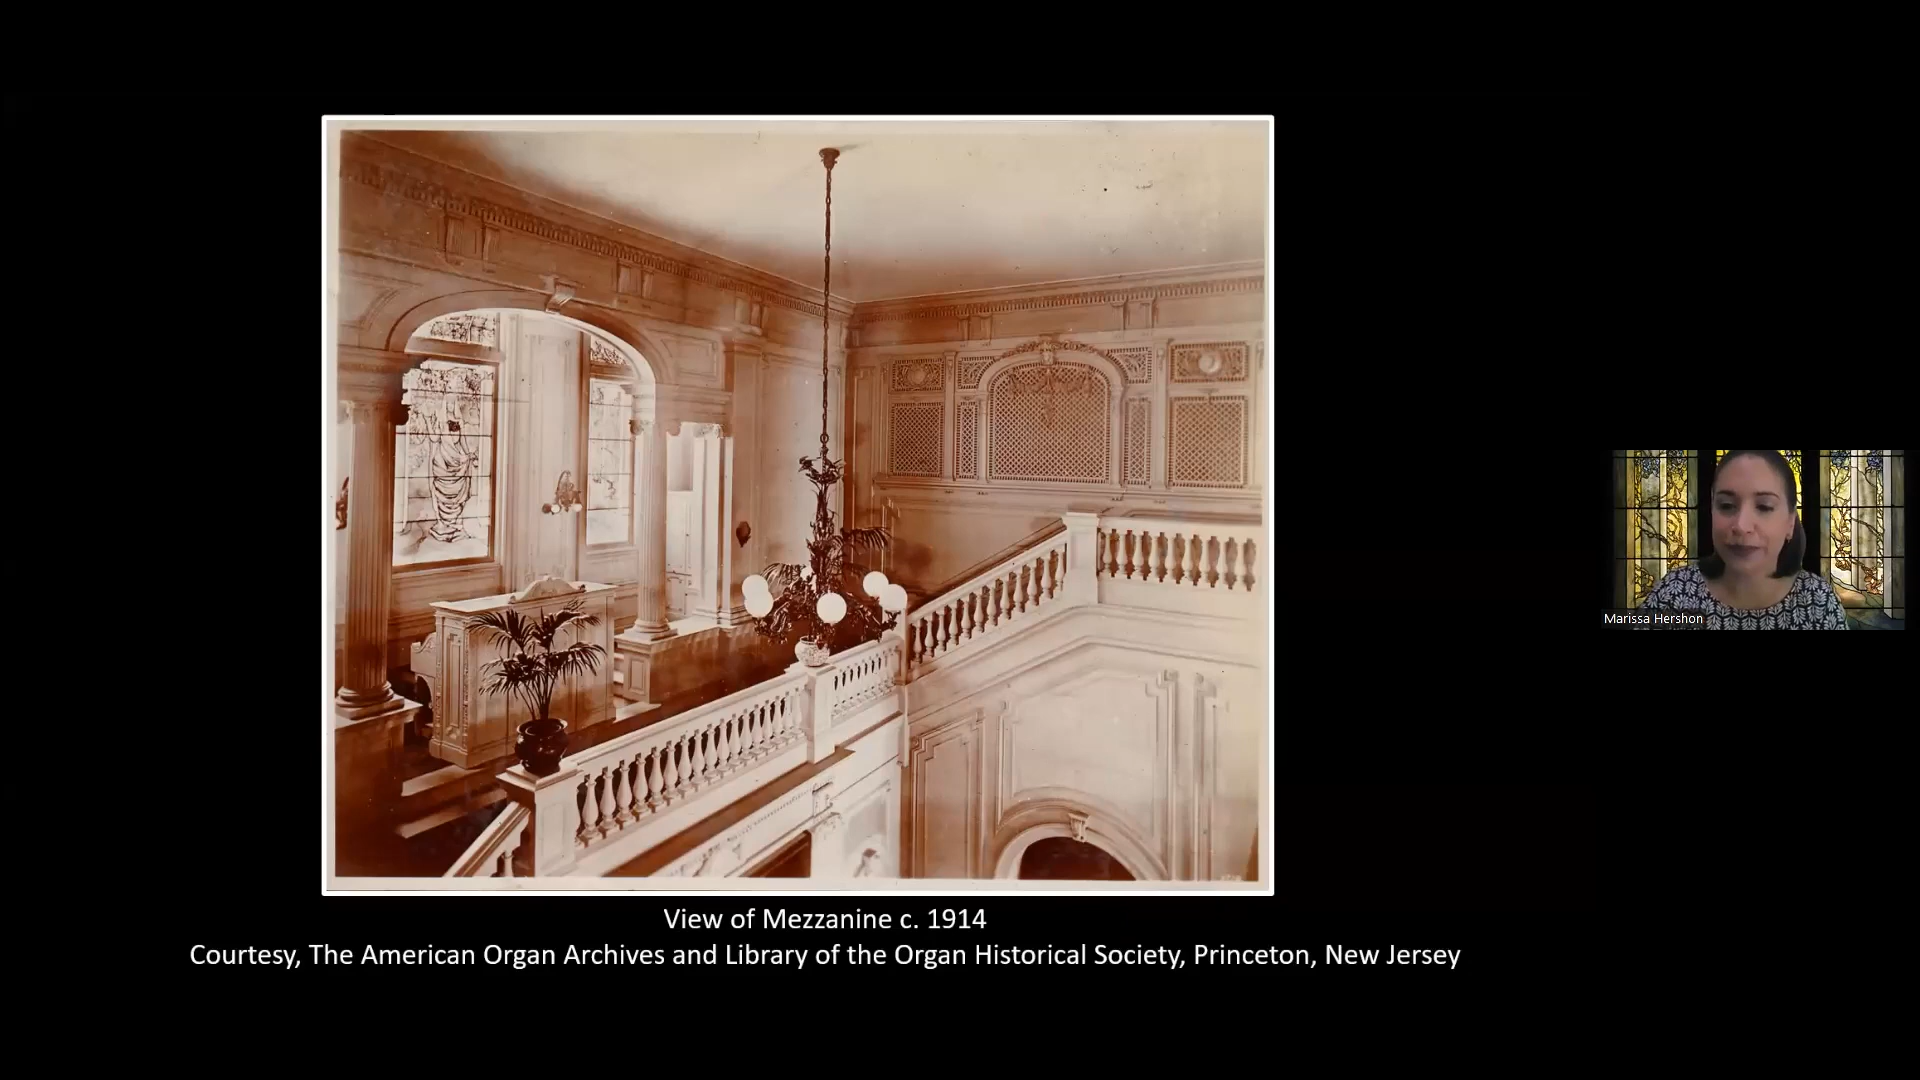 View of Mezzanine c. 1914
Courtesy, The American Organ Archives and Library of the Organ Historical Society, Princeton, New Jersey
Marissa Hershon